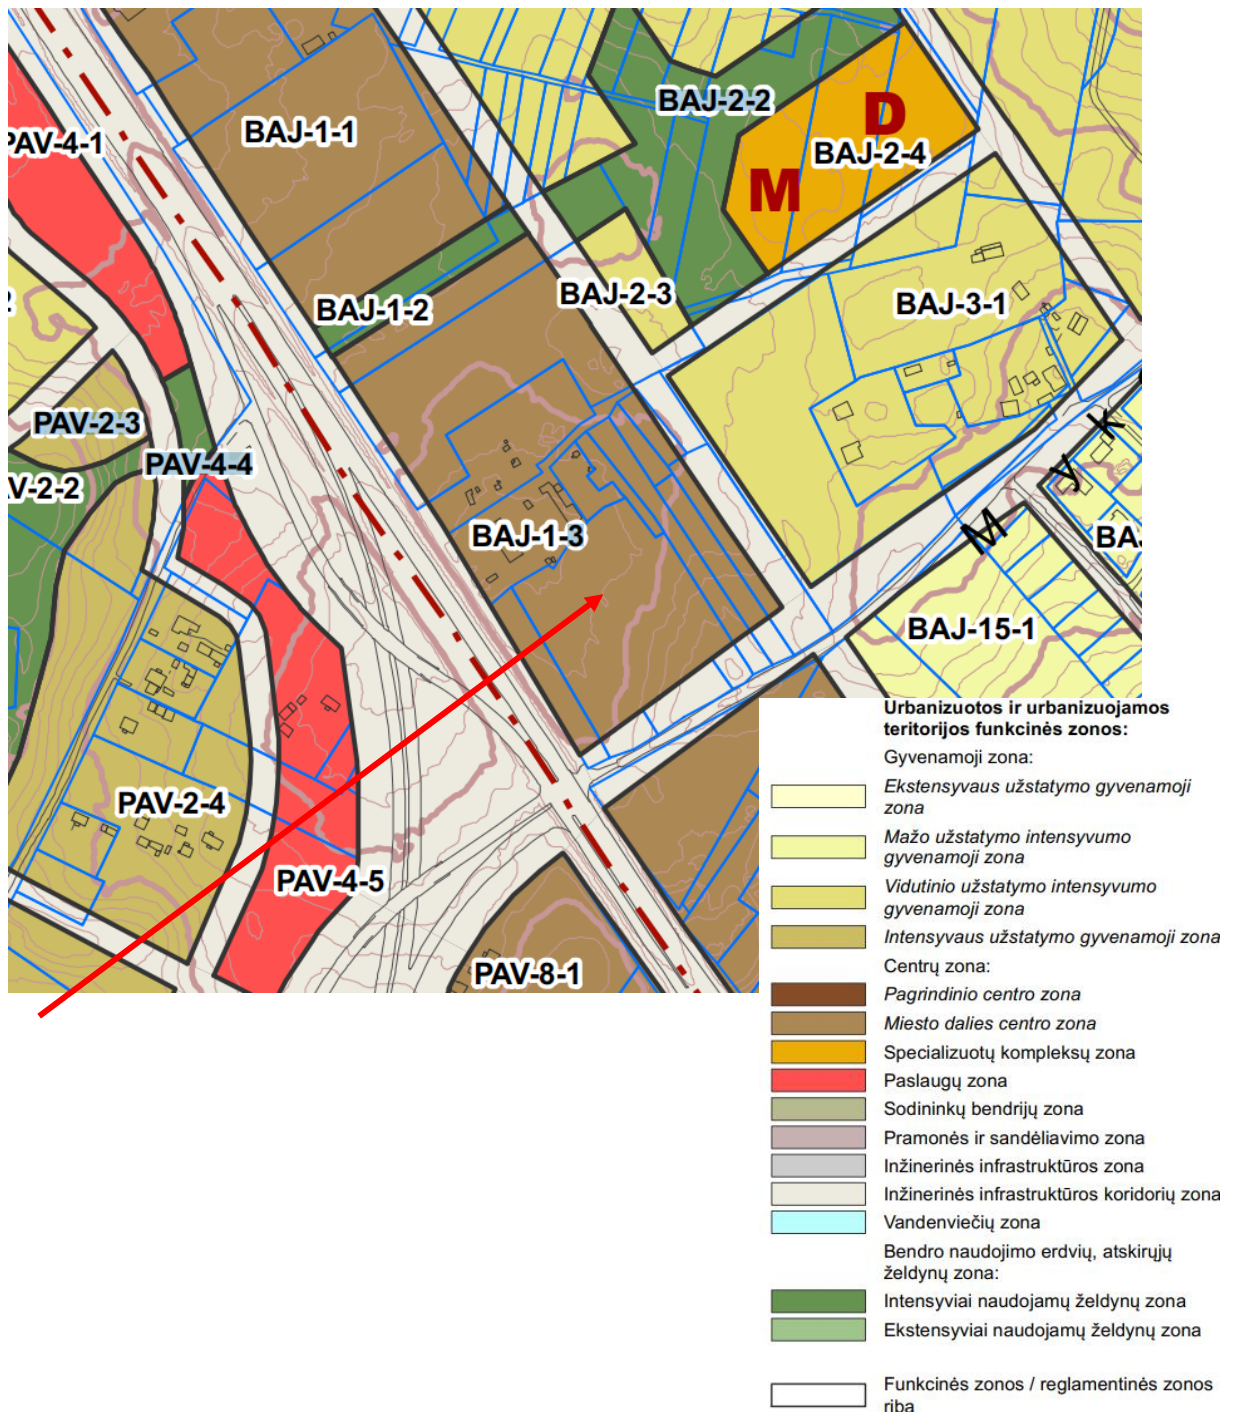 BAJ-2-2
D
BAJ-1-1
PAV-4-1
BAJ-2-4
M
BAJ-2-3
BAJ-3-1
BAJ-1-2
PAV-2-3
PAV-4-4
V-2-2
BAJ-1-3
M y k
BAJ
BAJ-15-1
PAV-2-4
PAV-4-5
PAV-8-1
Urbanizuotos ir urbanizuojamos
teritorijos funkcinės zonos:
Gyvenamoji zona:
Ekstensyvaus užstatymo gyvenamoji
zona
Mažo užstatymo intensyvumo
gyvenamoji zona
Vidutinio užstatymo intensyvumo
gyvenamoji zona
Intensyvaus užstatymo gyvenamoji zona
Centrų zona:
Pagrindinio centro zona
Miesto dalies centro zona
Specializuotų kompleksų zona
Paslaugų zona
Sodininkų bendrijų zona
Pramonės ir sandėliavimo zona
Inžinerinės infrastruktūros zona
Inžinerinės infrastruktūros koridorių zona
Vandenviečių zona
Bendro naudojimo erdvių, atskirųjų
želdynų zona:
Intensyviai naudojamų želdynų zona
Ekstensyviai naudojamų želdynų zona
Funkcinės zonos / reglamentinės zonos
riba